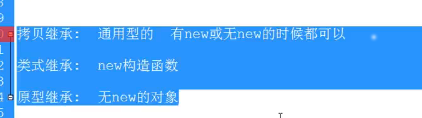 拷贝继承: 通用型的 有new或无new的时候都可以
类式继承: new构造函数
原型继承: 无new的对象